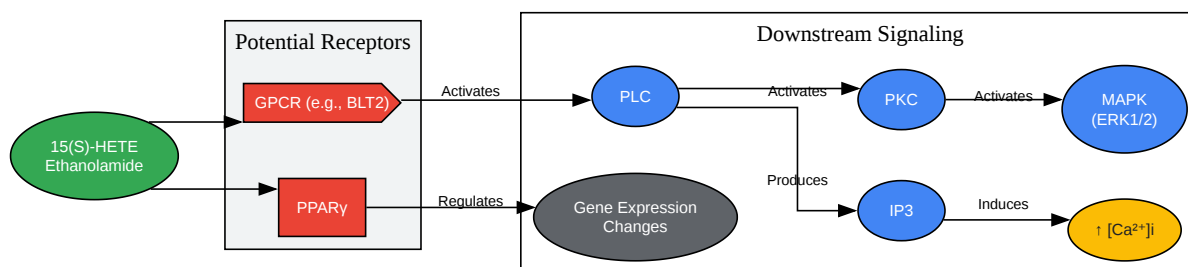 Potential Receptors
Downstream Signaling
GPCR (e.g., BLT2)
Activates
PLC
Activates
PKC
Activates
MAPK
(ERK1/2)
15(S)-HETE
Ethanolamide
PPARγ
Regulates
Gene Expression
Changes
Produces
IP3
Induces
↑ [Ca²⁺]i